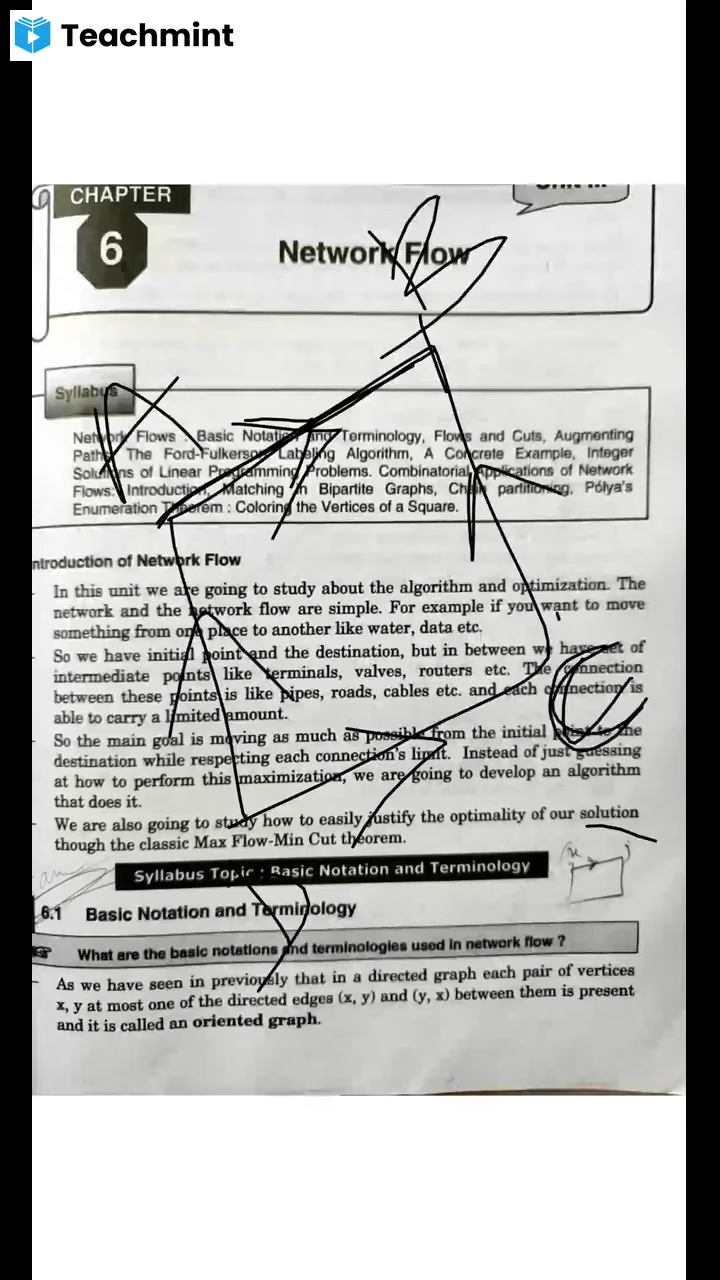 Teachmint
CHAPTER
6
Network Flow
Syllabus
Network Flows : Basic Notation and Terminology, Flows and Cuts, Augmenting
Paths, The Ford-Fulkerson Labeling Algorithm, A Concrete Example, Integer
Solutions of Linear Programming Problems. Combinatorial Applications of Network
Flows: Introduction, Matching in Bipartite Graphs, Chain partitioning, Pólya's
Enumeration Theorem : Coloring the Vertices of a Square.
ntroduction of Network Flow
In this unit we are going to study about the algorithm and optimization. The
network and the network flow are simple. For example if you want to move
something from one place to another like water, data etc.
So we have initial point and the destination, but in between we have set of
intermediate points like terminals, valves, routers etc. The connection
between these points is like pipes, roads, cables etc. and each connection is
able to carry a limited amount.
So the main goal is moving as much as possible from the initial point to the
destination while respecting each connection's limit. Instead of just guessing
at how to perform this maximization, we are going to develop an algorithm
that does it.
We are also going to study how to easily justify the optimality of our solution
though the classic Max Flow-Min Cut theorem.
Syllabus Topic : Basic Notation and Terminology
6.1 Basic Notation and Terminology
What are the basic notations and terminologies used in network flow ?
As we have seen in previously that in a directed graph each pair of vertices
x, y at most one of the directed edges (x, y) and (y, x) between them is present
and it is called an oriented graph.